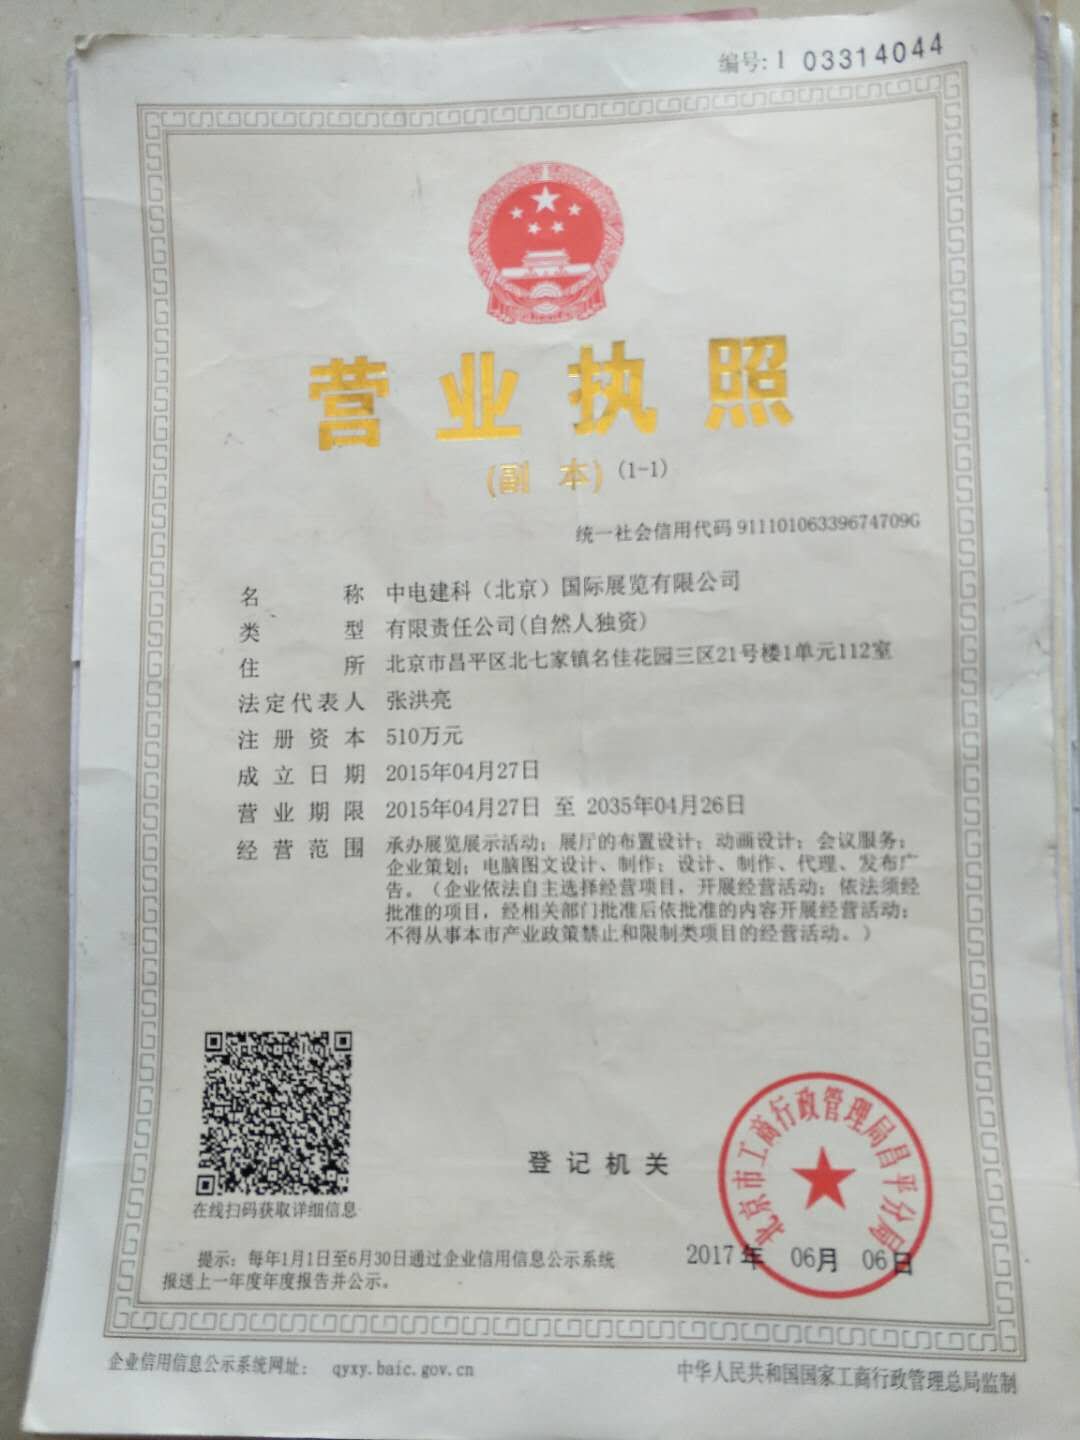 编号: 1 03314044
营业执照
(副 本) (1-1)
统一社会信用代码 91110106339674709G
名 称 中电建科（北京）国际展览有限公司
类 型 有限责任公司(自然人独资)
住 所 北京市昌平区北七家镇名佳花园三区21号楼1单元112室
法定代表人 张洪亮
注 册 资 本 510万元
成 立 日 期 2015年04月27日
营 业 期 限 2015年04月27日 至 2035年04月26日
经 营 范 围 承办展览展示活动；展厅的布置设计；动画设计；会议服务；
企业策划；电脑图文设计、制作；设计、制作、代理、发布广
告。（企业依法自主选择经营项目，开展经营活动；依法须经
批准的项目，经相关部门批准后依批准的内容开展经营活动；
不得从事本市产业政策禁止和限制类项目的经营活动。）
在线扫码获取详细信息
登 记 机 关
北京市工商行政管理局昌平分局
2017 年 06月 06日
提示：每年1月1日至6月30日通过企业信用信息公示系统
报送上一年度年度报告并公示。
企业信用信息公示系统网址： qyxy.baic.gov.cn
中华人民共和国国家工商行政管理总局监制